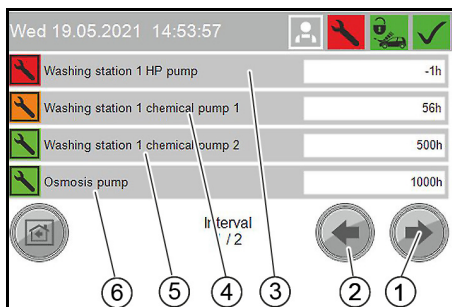 Wed 19.05.2021 14:53:57
Washing station 1 HP pump -1h
Washing station 1 chemical pump 1 56h
Washing station 1 chemical pump 2 500h
Osmosis pump 1000h
Interval
/ 2
6 5 4 3 2 1